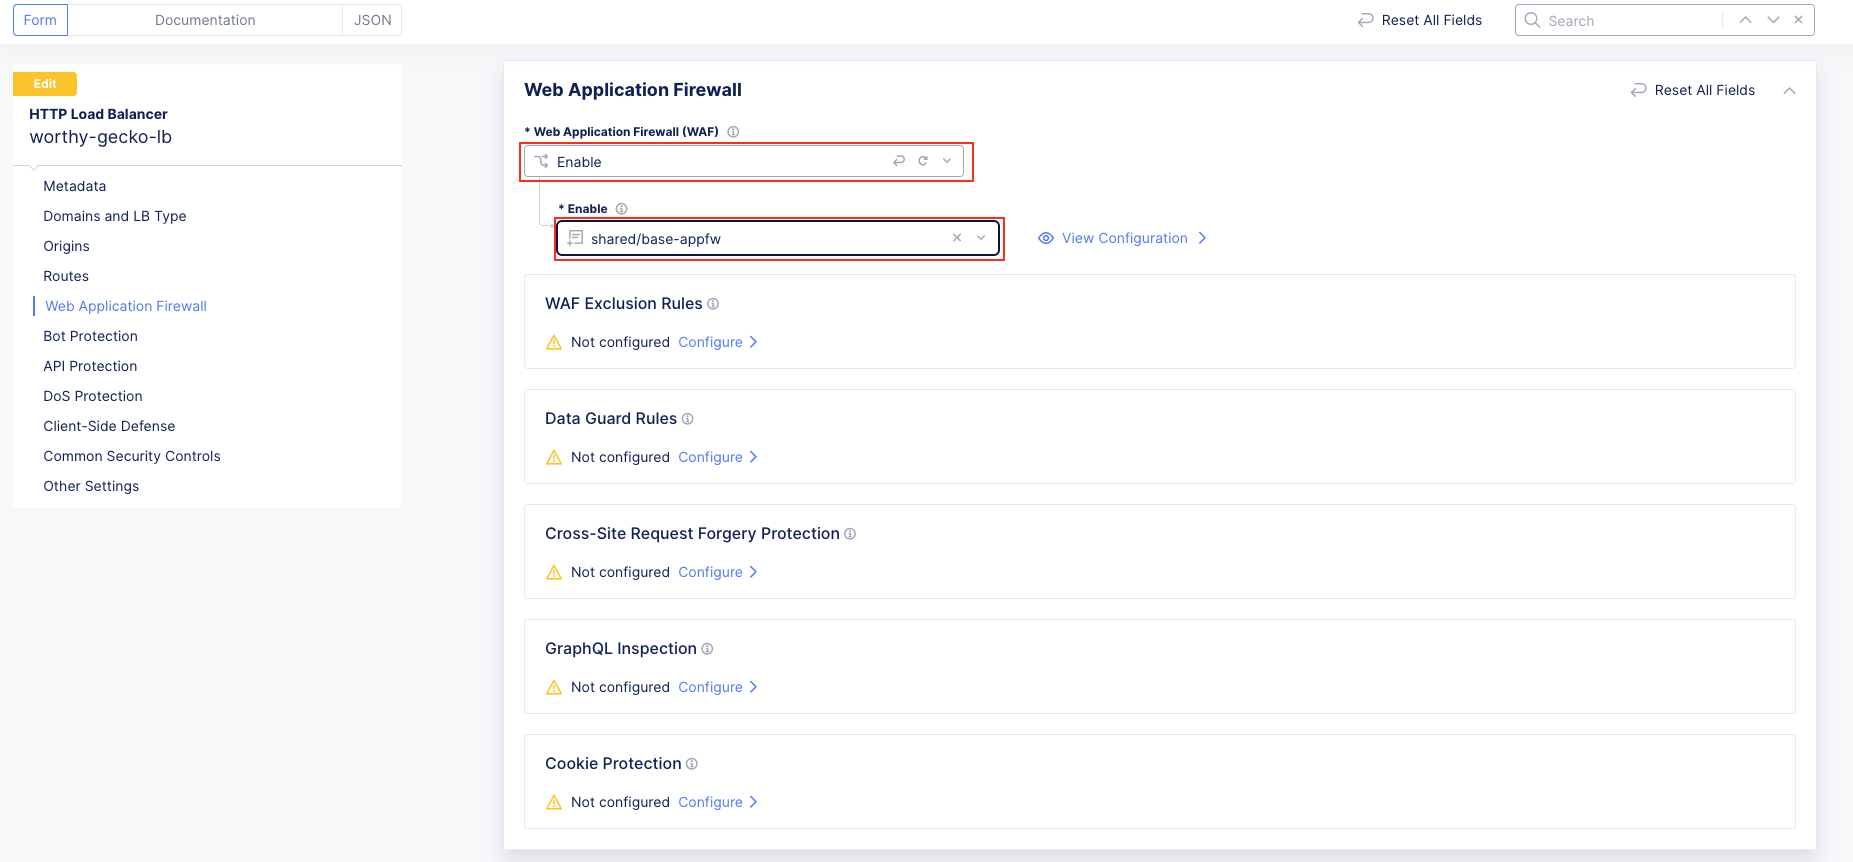 Form
Documentation
JSON
Reset All Fields
Search
Edit
HTTP Load Balancer
worthy-gecko-lb
Metadata
Domains and LB Type
Origins
Routes
Web Application Firewall
Bot Protection
API Protection
DoS Protection
Client-Side Defense
Common Security Controls
Other Settings
Web Application Firewall
Reset All Fields
* Web Application Firewall (WAF)
Enable
* Enable
shared/base-appfw
View Configuration
WAF Exclusion Rules
Not configured Configure
Data Guard Rules
Not configured Configure
Cross-Site Request Forgery Protection
Not configured Configure
GraphQL Inspection
Not configured Configure
Cookie Protection
Not configured Configure